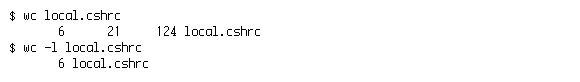 $ wc local.cshrc
      6      21     124 local.cshrc
$ wc -l local.cshrc
      6 local.cshrc